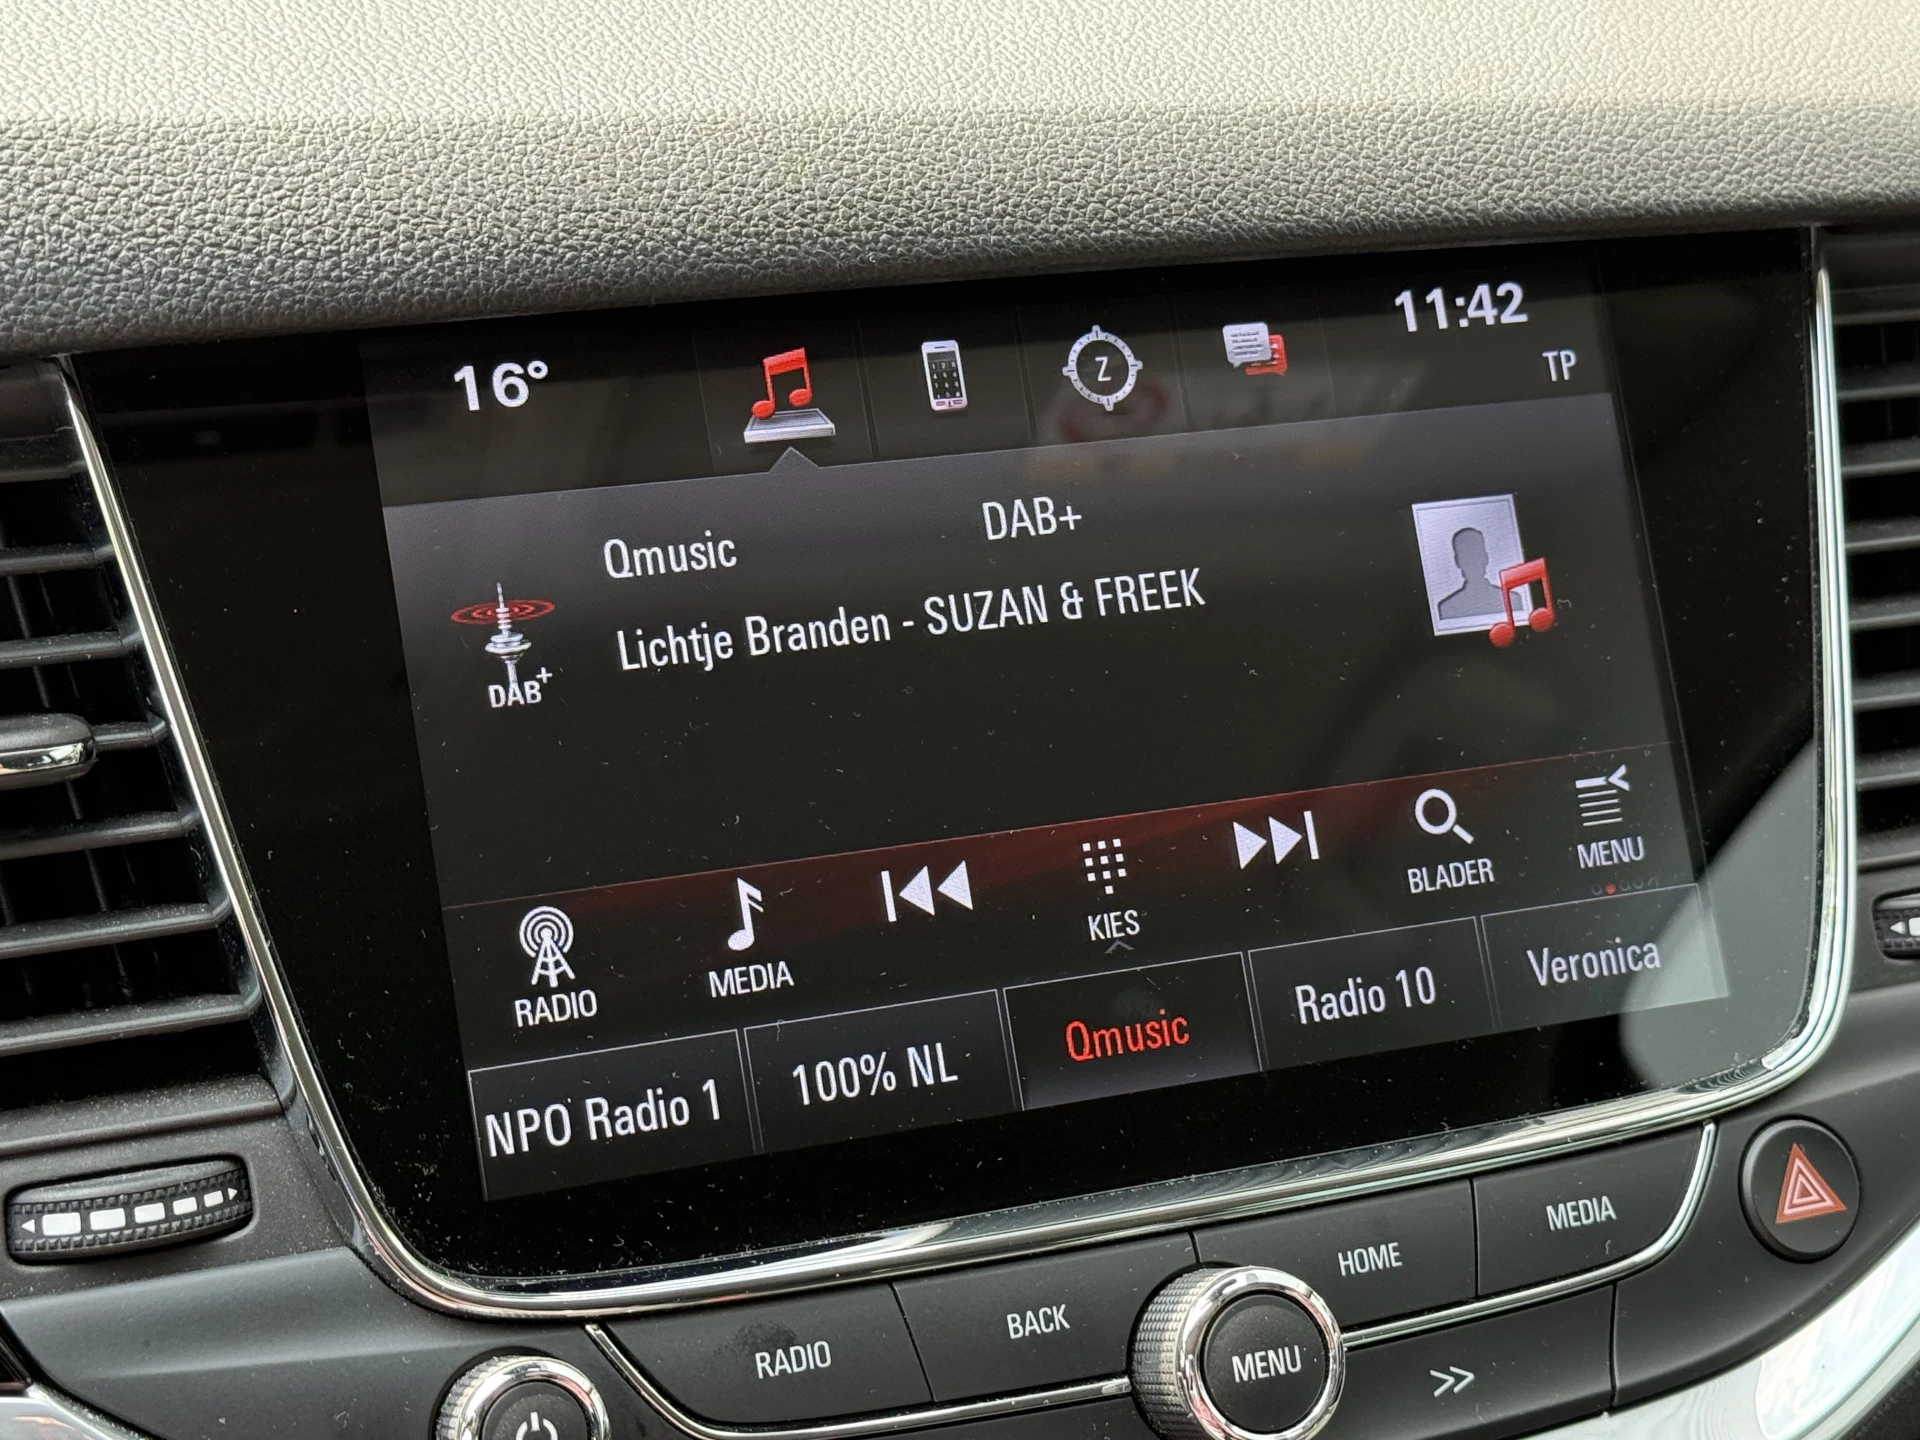 16°
11:42
Z
TP
Qmusic
DAB+
Lichtje Branden - SUZAN & FREEK
DAB+
RADIO
MEDIA
KIES
BLADER
MENU
NPO Radio 1
100% NL
Qmusic
Radio 10
Veronica
RADIO
BACK
MENU
HOME
MEDIA
>>